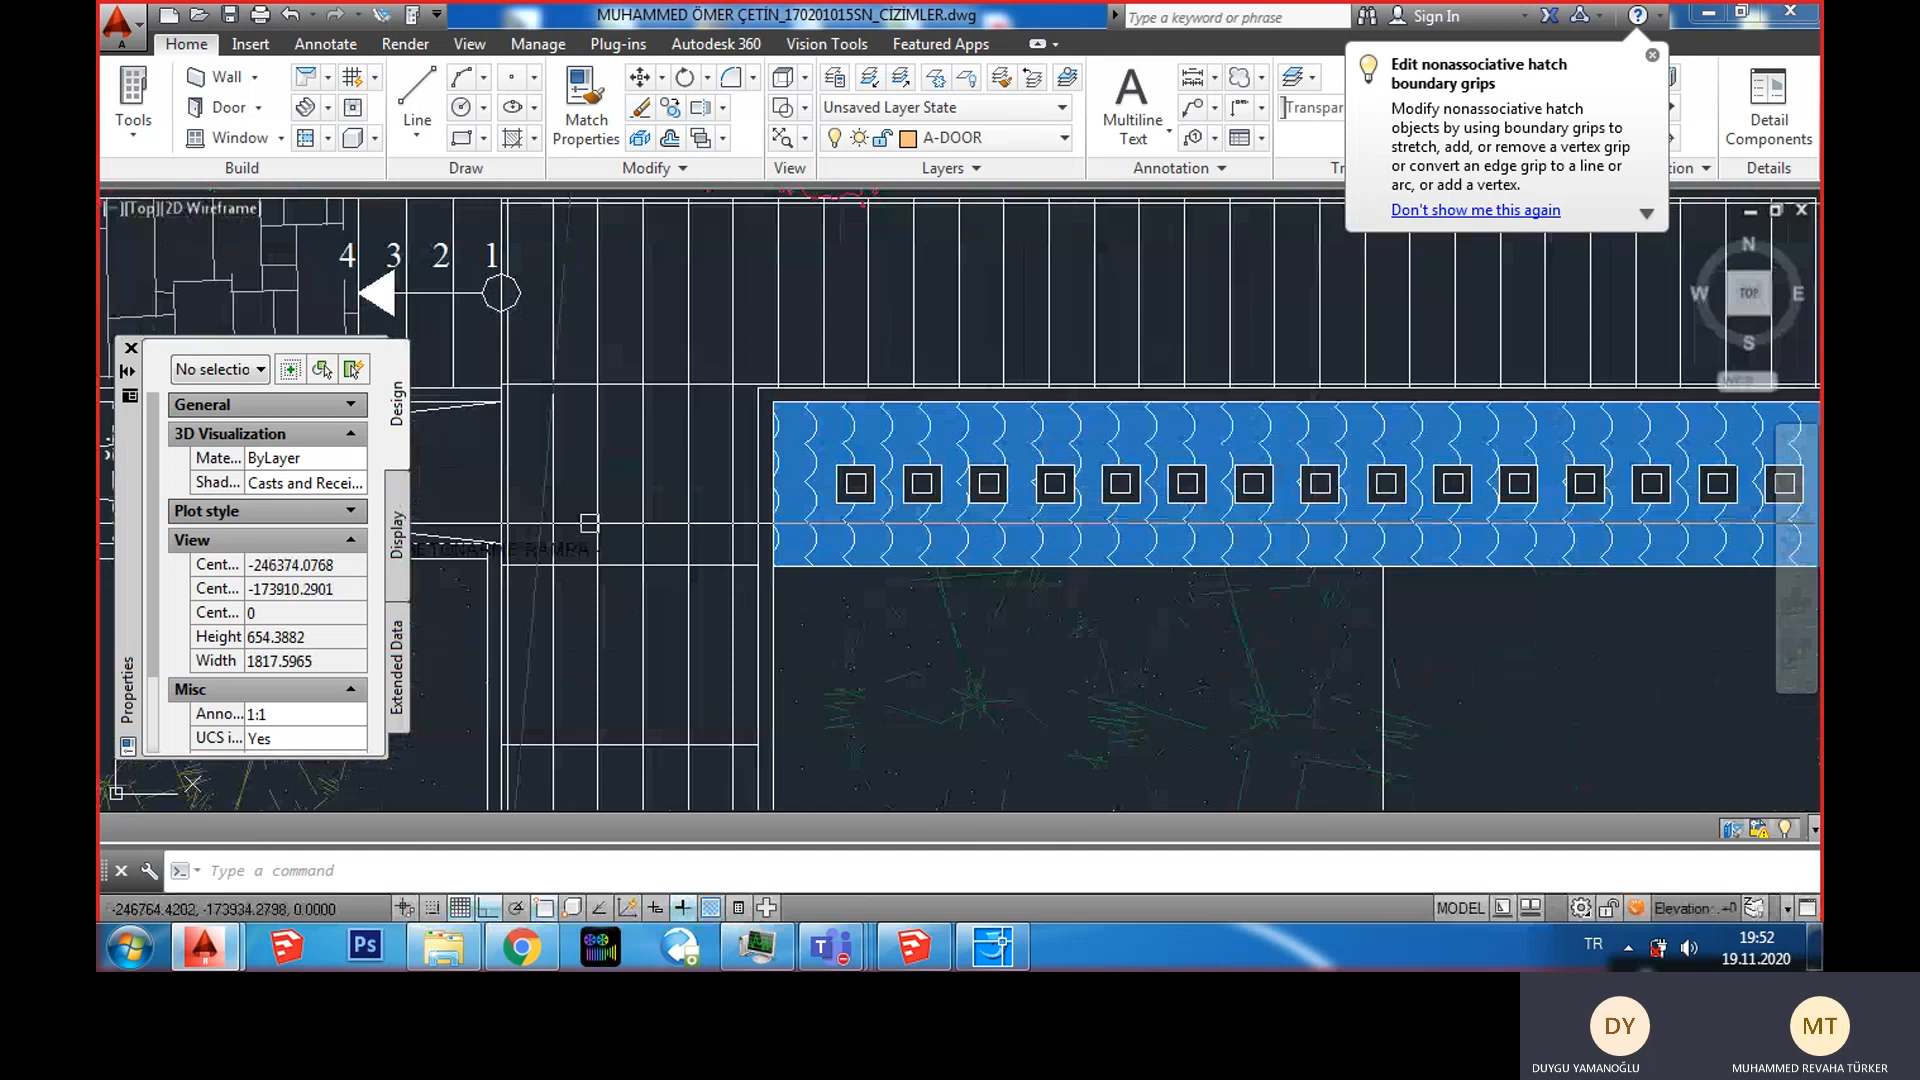 MUHAMMED ÖMER ÇETİN_170201015SN_CİZİMLER.dwg
Type a keyword or phrase
Sign In
Home
Insert
Annotate
Render
View
Manage
Plug-ins
Autodesk 360
Vision Tools
Featured Apps
Tools
Wall
Door
Window
Build
Line
Draw
Match
Properties
Modify
View
Unsaved Layer State
A-DOOR
Layers
A
Multiline
Text
Annotation
Detail
Components
Details
Edit nonassociative hatch
boundary grips
Modify nonassociative hatch
objects by using boundary grips to
stretch, add, or remove a vertex grip
or convert an edge grip to a line or
arc, or add a vertex.
Don't show me this again
[Top][2D Wireframe]
4 3 2 1
N
W TOP E
S
No selectio
General
3D Visualization
Mate... ByLayer
Shad... Casts and Recei...
Plot style
View
Cent... -246374.0768
Cent... -173910.2901
Cent... 0
Height 654.3882
Width 1817.5965
Misc
Anno... 1:1
UCS i... Yes
Properties
Design
Display
Extended Data
Type a command
-246764.4202, -173934.2798, 0.0000
MODEL
Elevation: ...+0
Ps
TR
19:52
19.11.2020
DY
DUYGU YAMANOĞLU
MT
MUHAMMED REVAHA TÜRKER